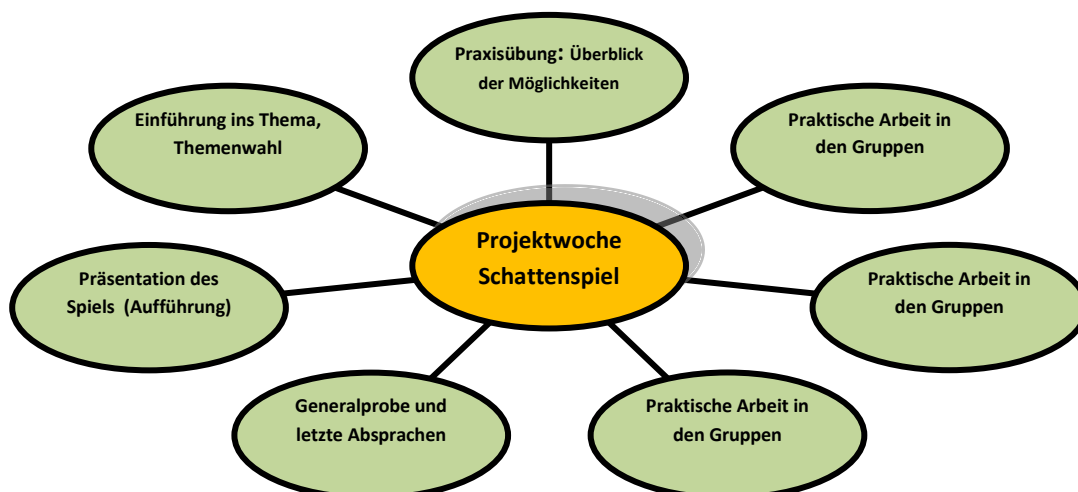 Praxisübung: Überblick
der Möglichkeiten
Einführung ins Thema,
Themenwahl
Praktische Arbeit in
den Gruppen
Projektwoche
Schattenspiel
Präsentation des
Spiels (Aufführung)
Praktische Arbeit in
den Gruppen
Generalprobe und
letzte Absprachen
Praktische Arbeit in
den Gruppen